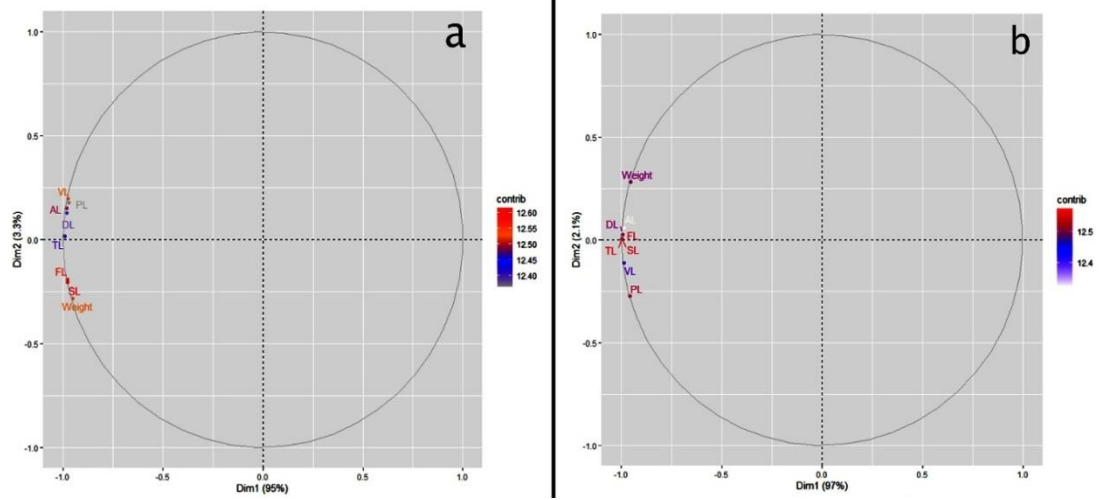 a
1.0
0.5
0.0
-0.5
-1.0
Dim2 (3.3%)
VL
PL
AL
DL
TL
FL
SL
Weight
-1.0 -0.5 0.0 0.5 1.0
Dim1 (95%)
contrib
12.60
12.55
12.50
12.45
12.40
b
1.0
0.5
0.0
-0.5
-1.0
Dim2 (2.1%)
Weight
DL
AL
FL
TL
SL
VL
PL
-1.0 -0.5 0.0 0.5 1.0
Dim1 (97%)
contrib
12.5
12.4